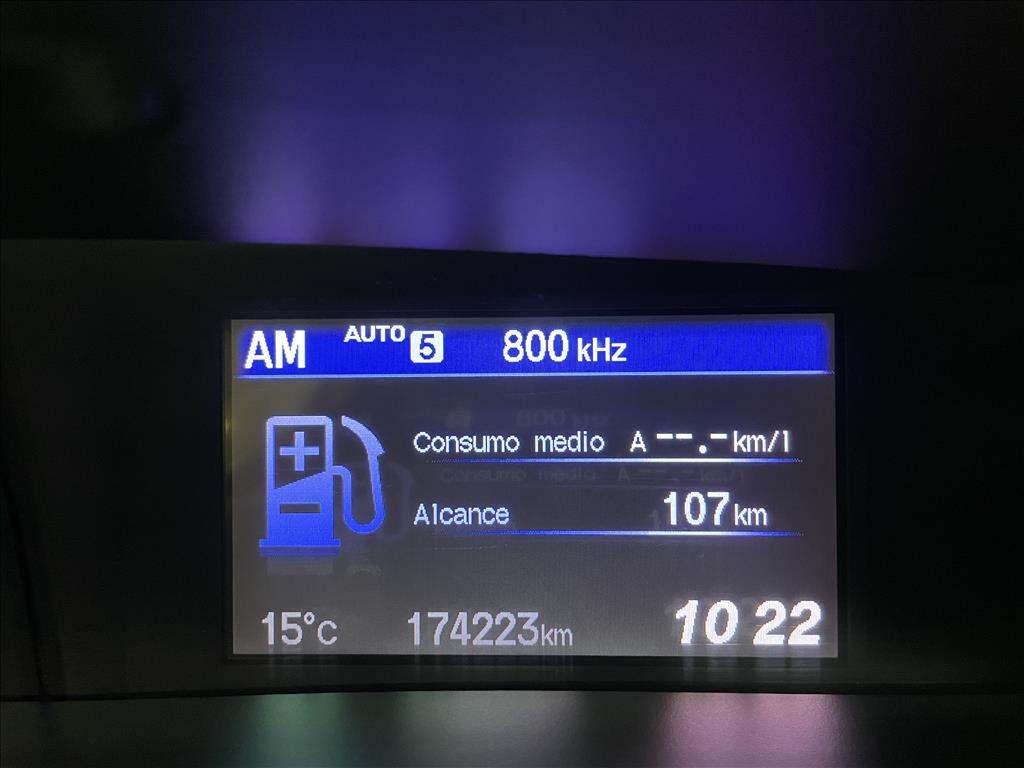 AM AUTO 5 800 kHz
Consumo medio A --.- km/l
Alcance 107 km
15°C 174223 km 10 22